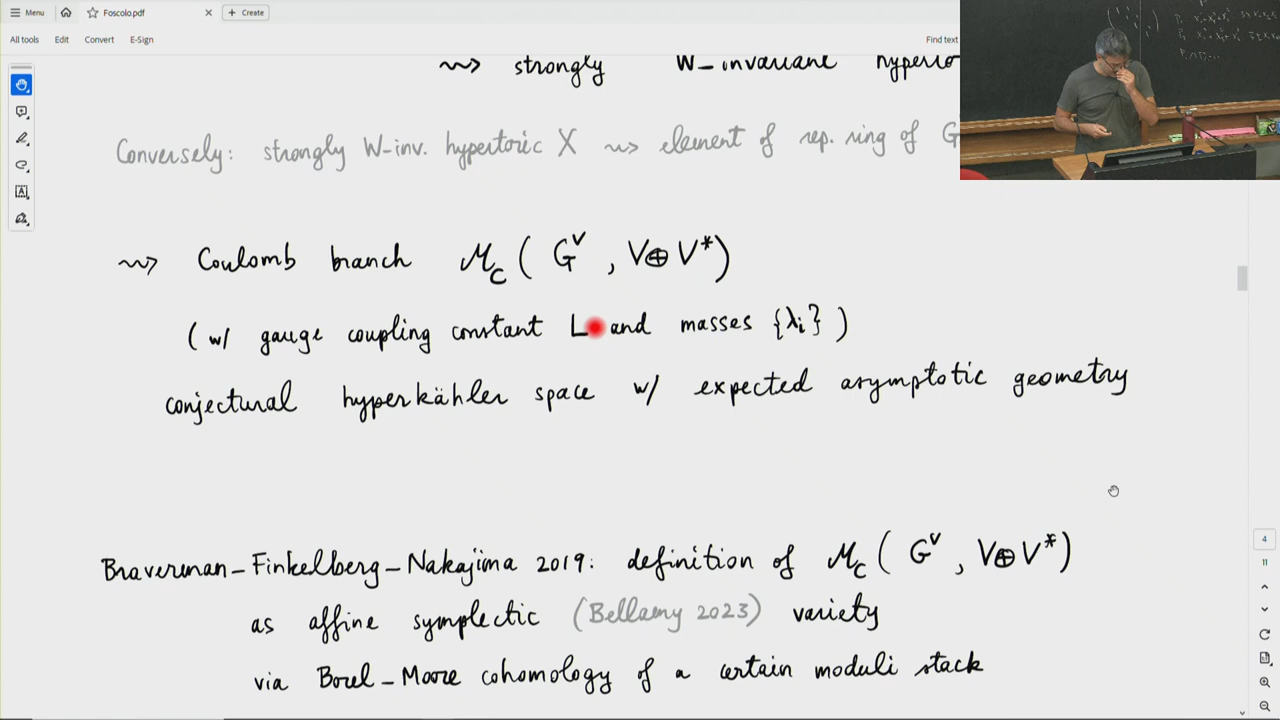 Menu Foscolo.pdf × + Create
All tools Edit Convert E-Sign Find text
⇝ strongly W-invariant
Conversely: strongly W-inv. hypertoric X ⇝ element of rep. ring of G
⇝ Coulomb branch M_C ( G^v , V⊕V* )
( w/ gauge coupling constant L and masses {λi} )
conjectural hyperkähler space w/ expected asymptotic geometry
Braverman-Finkelberg-Nakajima 2019: definition of M_C ( G^v , V⊕V* )
as affine symplectic (Bellamy 2023) variety
via Borel-Moore cohomology of a certain moduli stack
4
11